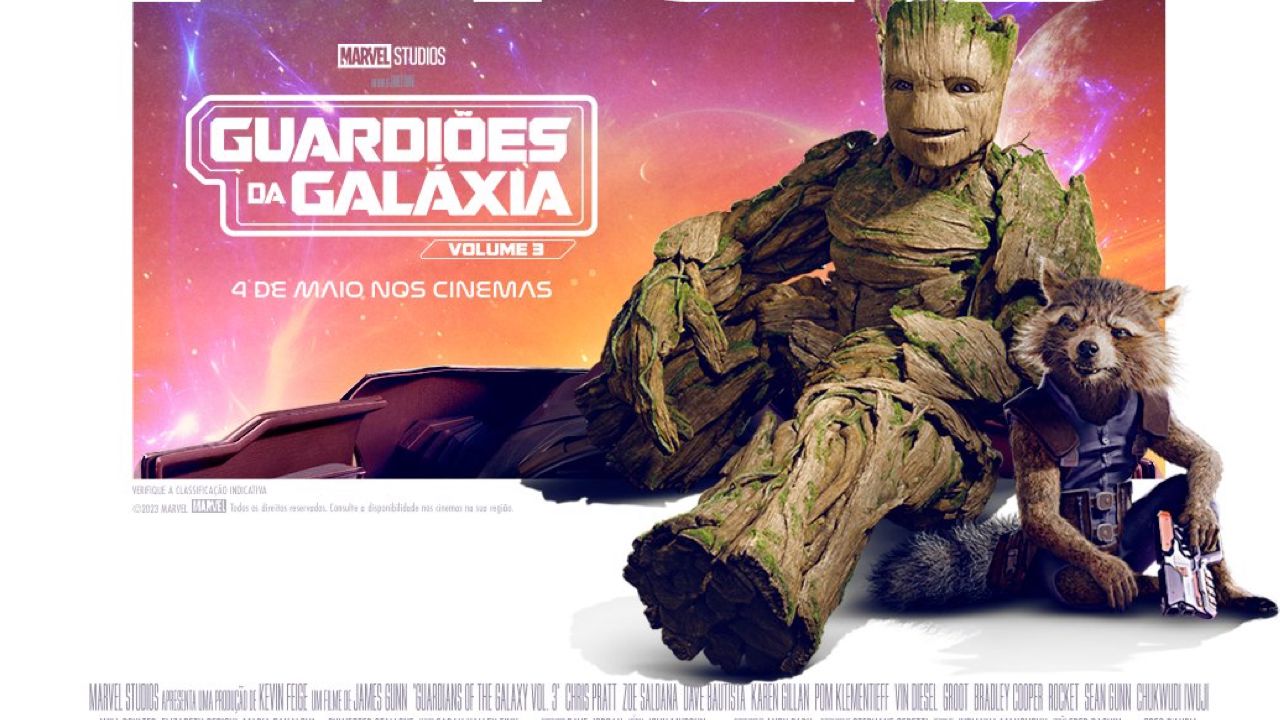 MARVEL STUDIOS
GUARDIÕES
DA GALÁXIA
VOLUME 3
4 DE MAIO NOS CINEMAS
VERIFIQUE A CLASSIFICAÇÃO INDICATIVA
©2023 MARVEL MARVEL Todos os direitos reservados. Consulte a disponibilidade nos cinemas na sua região.
MARVEL STUDIOS APRESENTA UMA PRODUÇÃO DE KEVIN FEIGE UM FILME DE JAMES GUNN "GUARDIANS OF THE GALAXY VOL. 3" CHRIS PRATT ZOE SALDAÑA DAVE BAUTISTA KAREN GILLAN POM KLEMENTIEFF VIN DIESEL GROOT BRADLEY COOPER ROCKET SEAN GUNN CHUKWUDI IWUJI